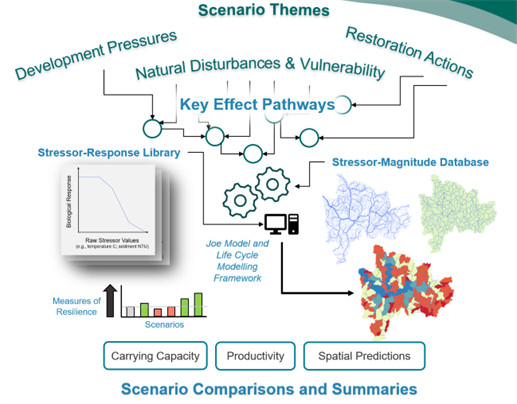 Scenario Themes
Development Pressures
Natural Disturbances & Vulnerability
Restoration Actions
Key Effect Pathways
Stressor-Response Library
Stressor-Magnitude Database
Biological Response
Raw Stressor Values
(e.g., temperature C; sediment NTU)
Joe Model and
Life Cycle
Modelling
Framework
Measures of
Resilience
Scenarios
Carrying Capacity
Productivity
Spatial Predictions
Scenario Comparisons and Summaries